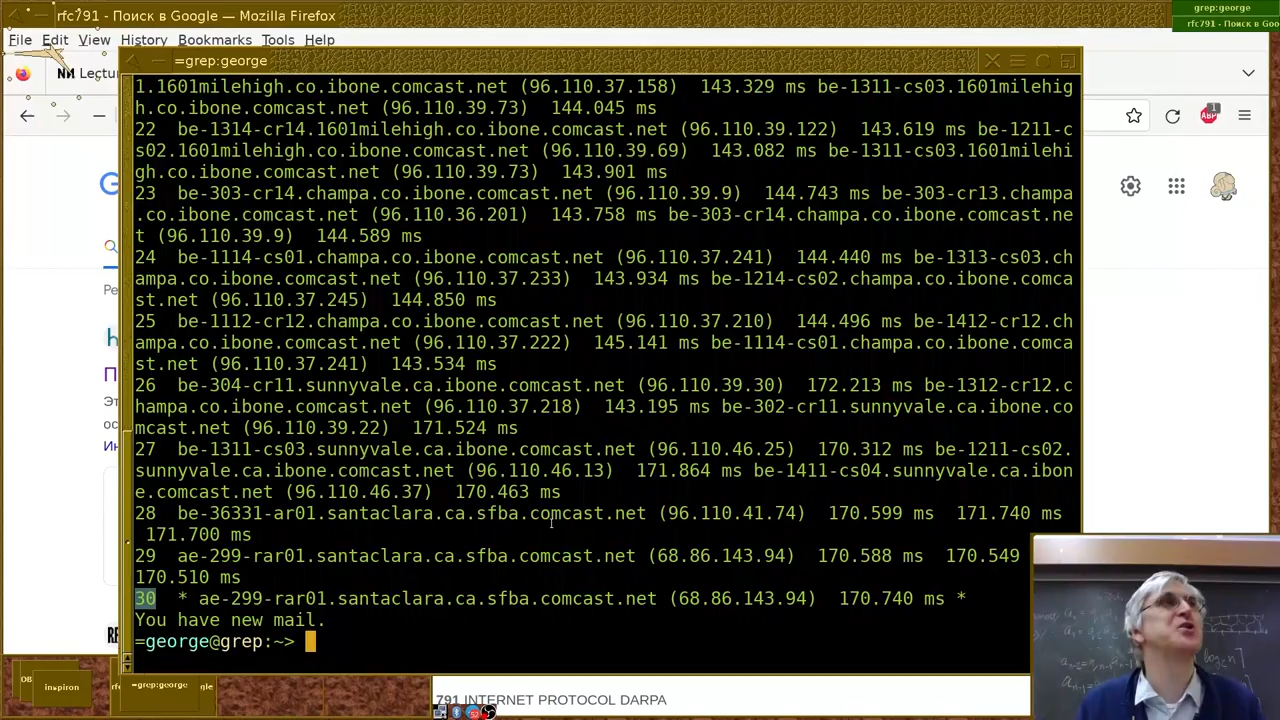 rfc791 - Поиск в Google — Mozilla Firefox
grep:george
rfc791 - Поиск в Goo
File Edit View History Bookmarks Tools Help
Lectu
=grep:george
1.1601milehigh.co.ibone.comcast.net (96.110.37.158)  143.329 ms be-1311-cs03.1601milehig
h.co.ibone.comcast.net (96.110.39.73)  144.045 ms
22  be-1314-cr14.1601milehigh.co.ibone.comcast.net (96.110.39.122)  143.619 ms be-1211-c
s02.1601milehigh.co.ibone.comcast.net (96.110.39.69)  143.082 ms be-1311-cs03.1601milehi
gh.co.ibone.comcast.net (96.110.39.73)  143.901 ms
23  be-303-cr14.champa.co.ibone.comcast.net (96.110.39.9)  144.743 ms be-303-cr13.champa
.co.ibone.comcast.net (96.110.36.201)  143.758 ms be-303-cr14.champa.co.ibone.comcast.ne
t (96.110.39.9)  144.589 ms
24  be-1114-cs01.champa.co.ibone.comcast.net (96.110.37.241)  144.440 ms be-1313-cs03.ch
ampa.co.ibone.comcast.net (96.110.37.233)  143.934 ms be-1214-cs02.champa.co.ibone.comca
st.net (96.110.37.245)  144.850 ms
25  be-1112-cr12.champa.co.ibone.comcast.net (96.110.37.210)  144.496 ms be-1412-cr12.ch
ampa.co.ibone.comcast.net (96.110.37.222)  145.141 ms be-1114-cs01.champa.co.ibone.comca
st.net (96.110.37.241)  143.534 ms
26  be-304-cr11.sunnyvale.ca.ibone.comcast.net (96.110.39.30)  172.213 ms be-1312-cr12.c
hampa.co.ibone.comcast.net (96.110.37.218)  143.195 ms be-302-cr11.sunnyvale.ca.ibone.co
mcast.net (96.110.39.22)  171.524 ms
27  be-1311-cs03.sunnyvale.ca.ibone.comcast.net (96.110.46.25)  170.312 ms be-1211-cs02.
sunnyvale.ca.ibone.comcast.net (96.110.46.13)  171.864 ms be-1411-cs04.sunnyvale.ca.ibon
e.comcast.net (96.110.46.37)  170.463 ms
28  be-36331-ar01.santaclara.ca.sfba.comcast.net (96.110.41.74)  170.599 ms  171.740 ms
171.700 ms
29  ae-299-rar01.santaclara.ca.sfba.comcast.net (68.86.143.94)  170.588 ms  170.549
170.510 ms
30  * ae-299-rar01.santaclara.ca.sfba.comcast.net (68.86.143.94)  170.740 ms *
You have new mail.
=george@grep:~>
inspiron
=grep:george
791 INTERNET PROTOCOL DARPA